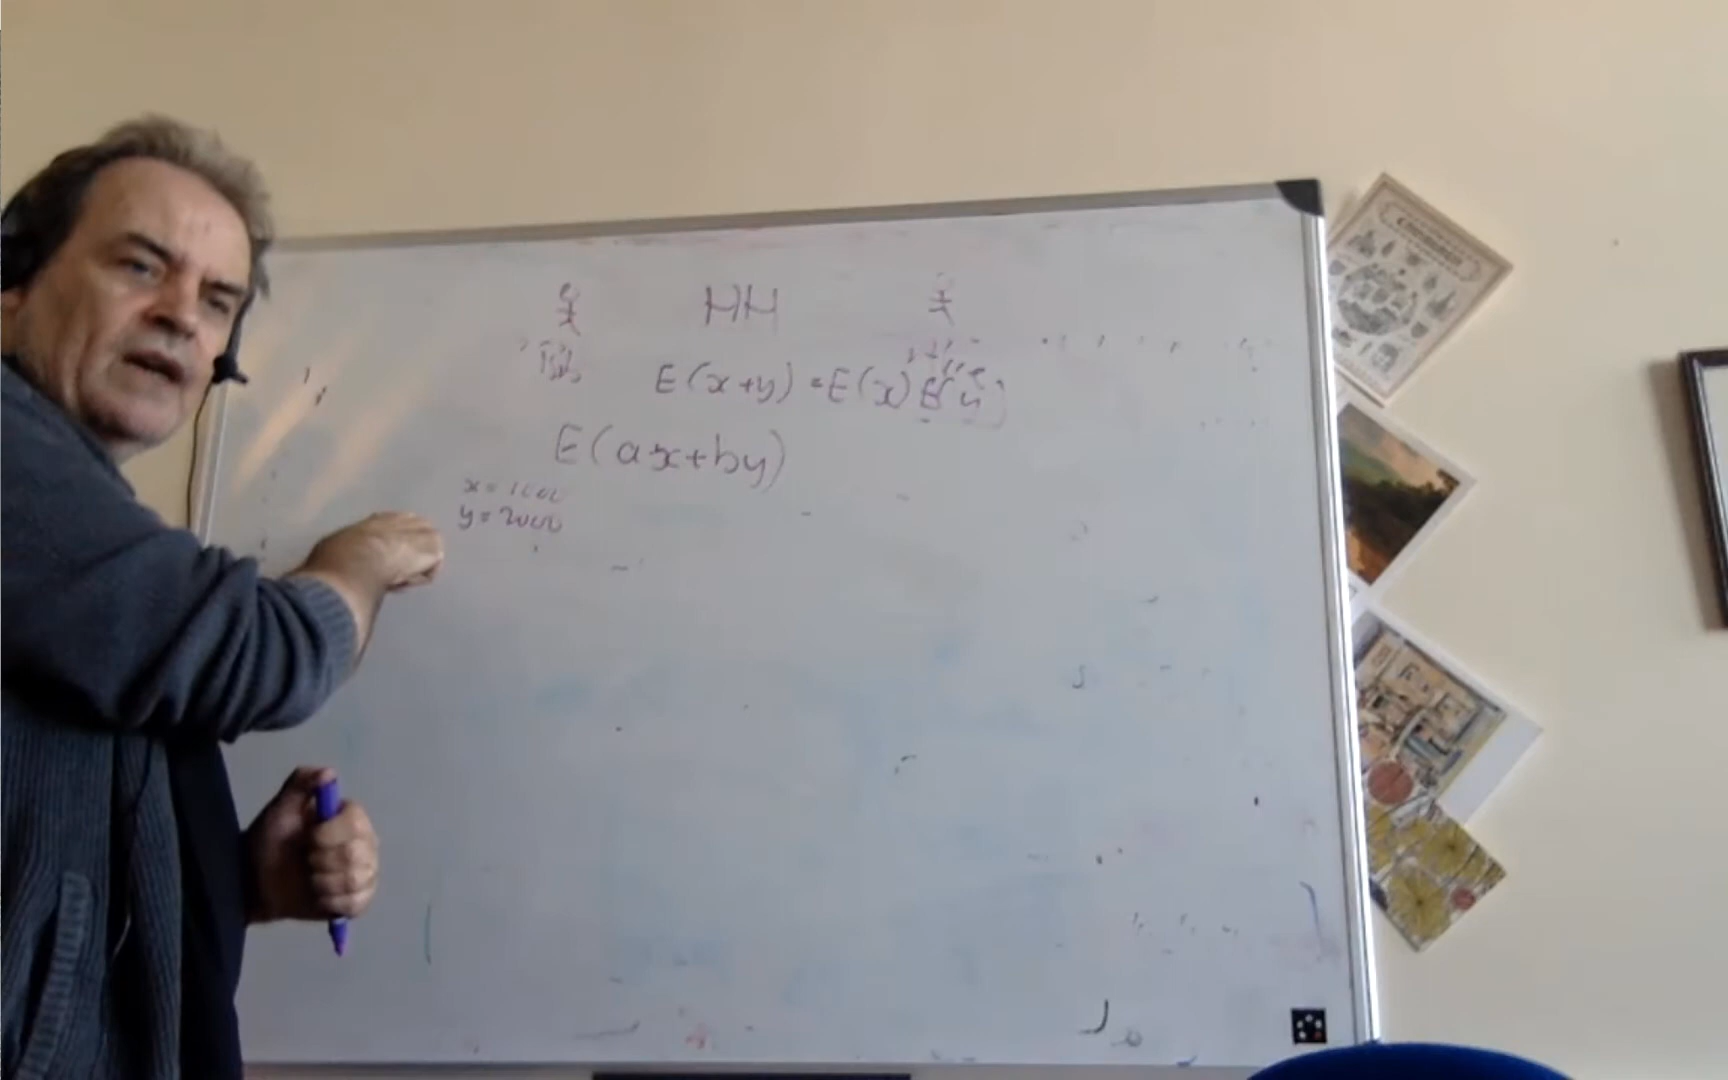 HH
E(x+y) = E(x) E(y)
E(ax+by)
x = 1000
y = 2000